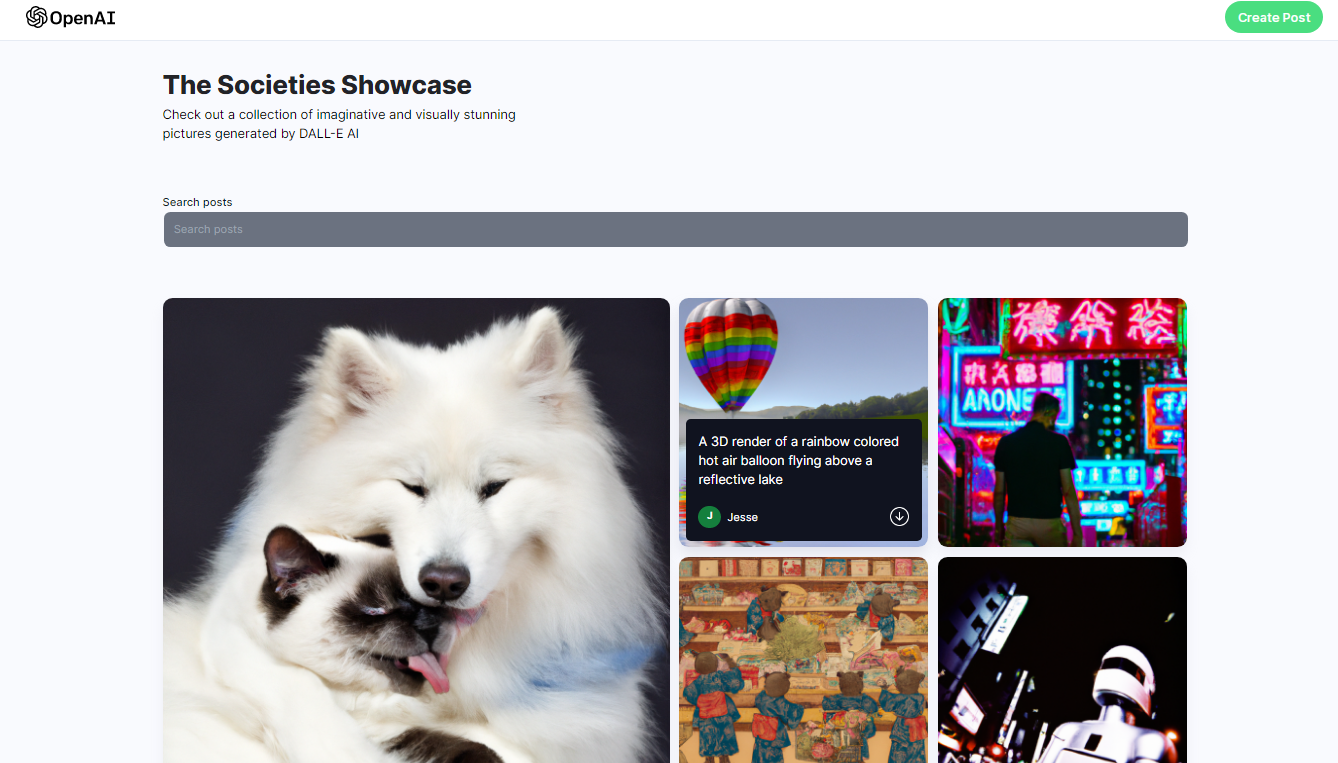 OpenAI
Create Post
The Societies Showcase
Check out a collection of imaginative and visually stunning
pictures generated by DALL-E AI
Search posts
Search posts
A 3D render of a rainbow colored
hot air balloon flying above a
reflective lake
J
Jesse